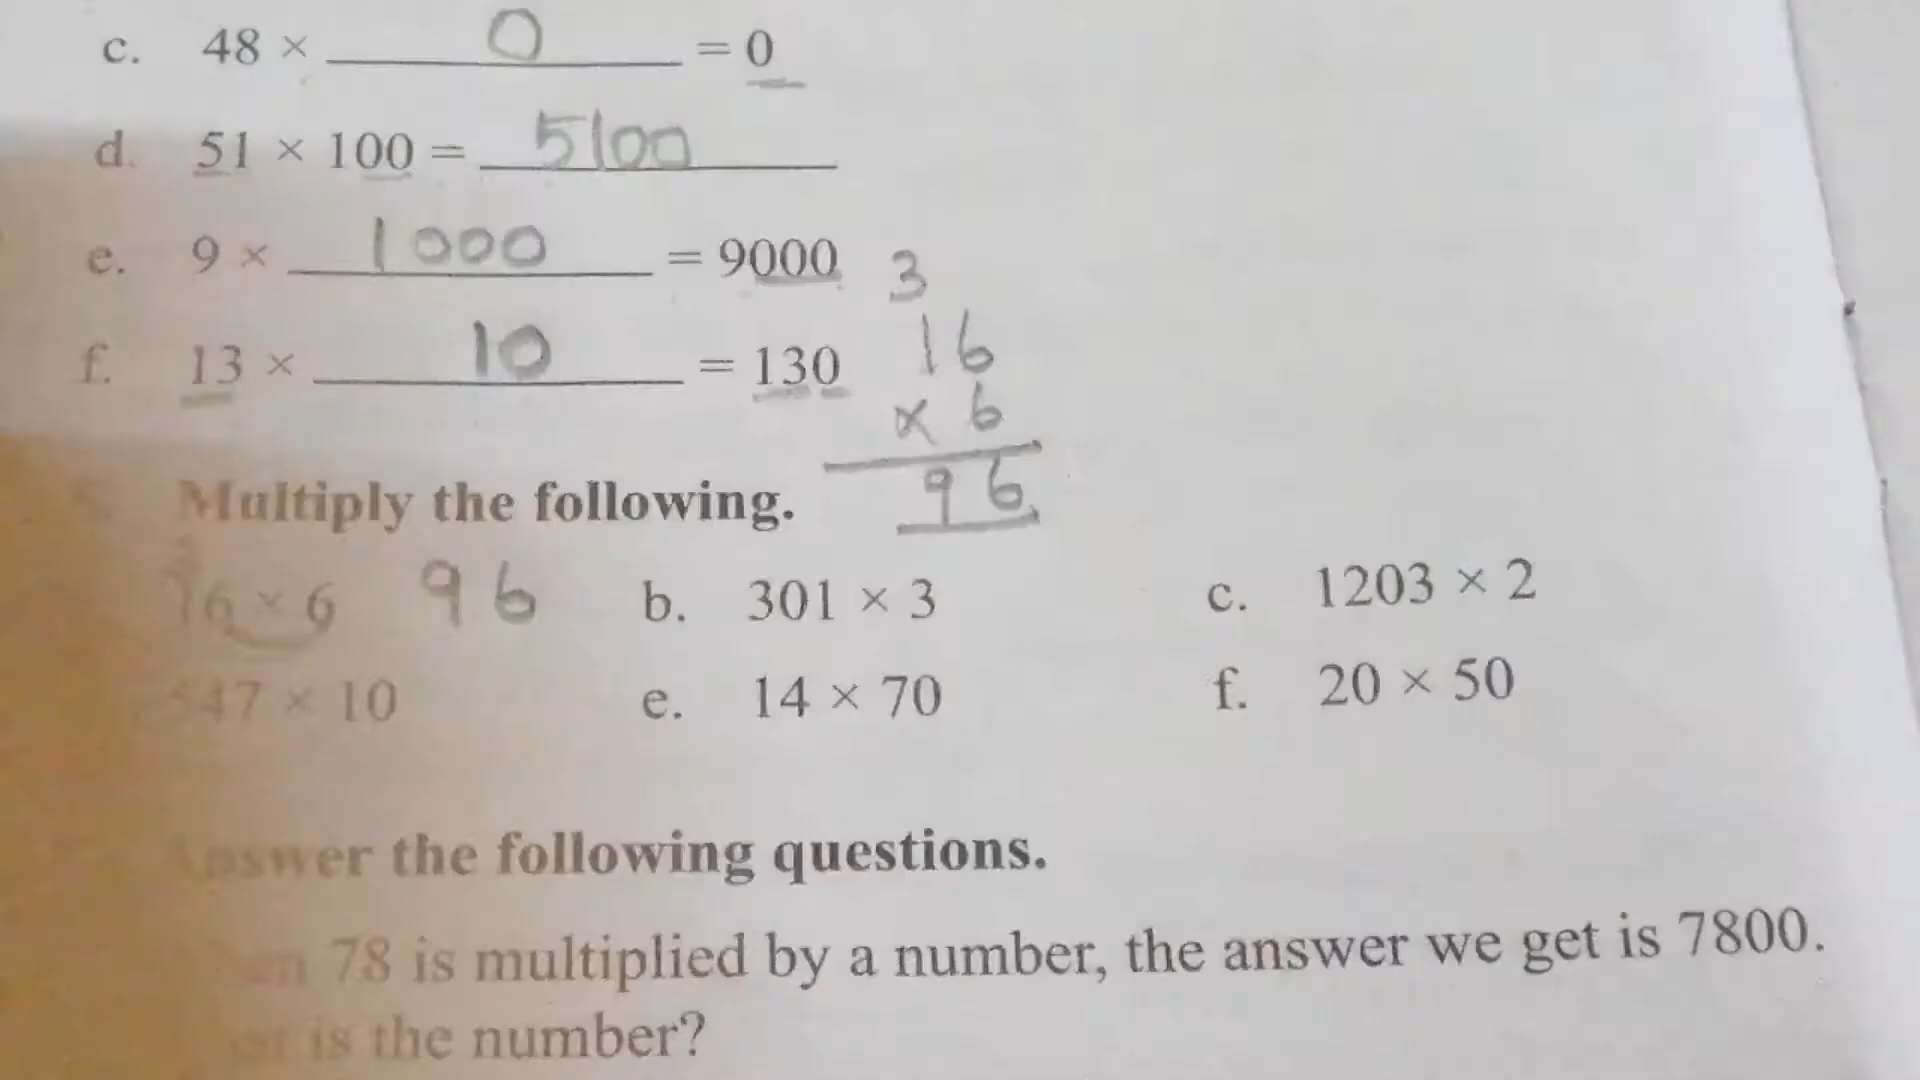 c. 48 × 0 = 0
d. 51 × 100 = 5100
e. 9 × 1000 = 9000
f. 13 × 10 = 130
3
16
× 6
96
Multiply the following.
16 × 6 96 b. 301 × 3 c. 1203 × 2
547 × 10 e. 14 × 70 f. 20 × 50
Answer the following questions.
78 is multiplied by a number, the answer we get is 7800.
is the number?